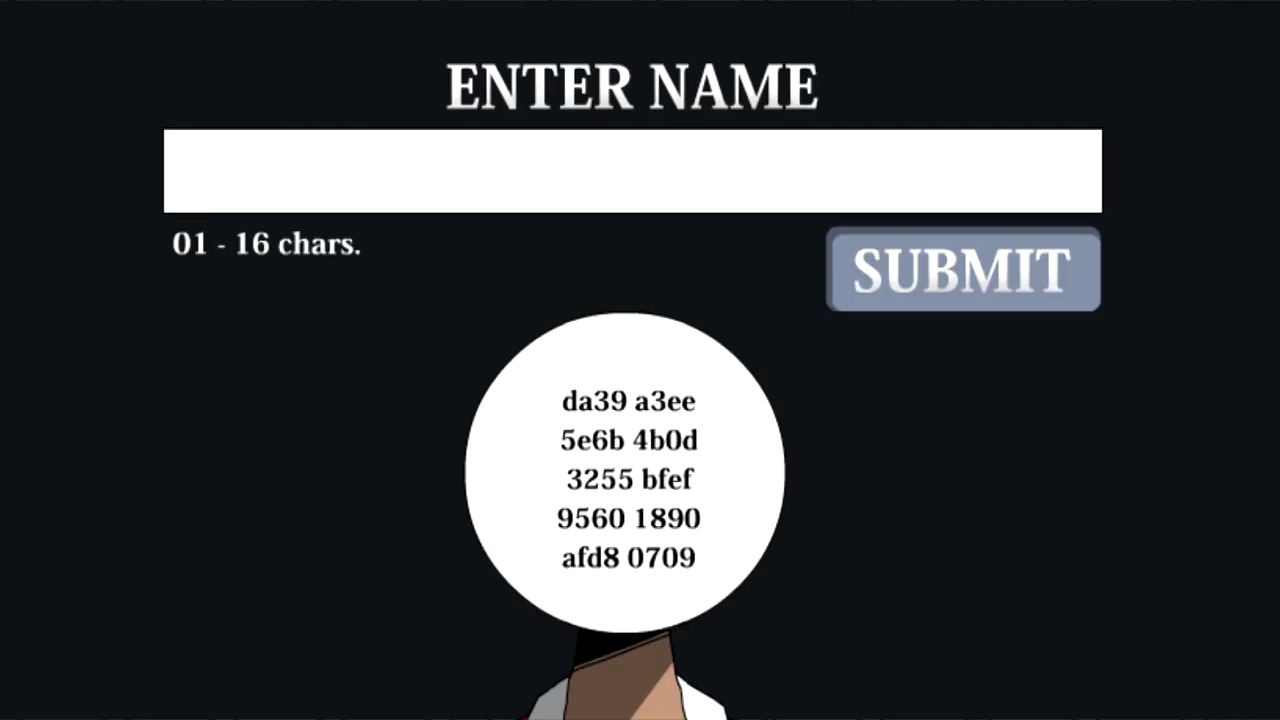 ENTER NAME
01 - 16 chars.
SUBMIT
da39 a3ee
5e6b 4b0d
3255 bfef
9560 1890
afd8 0709